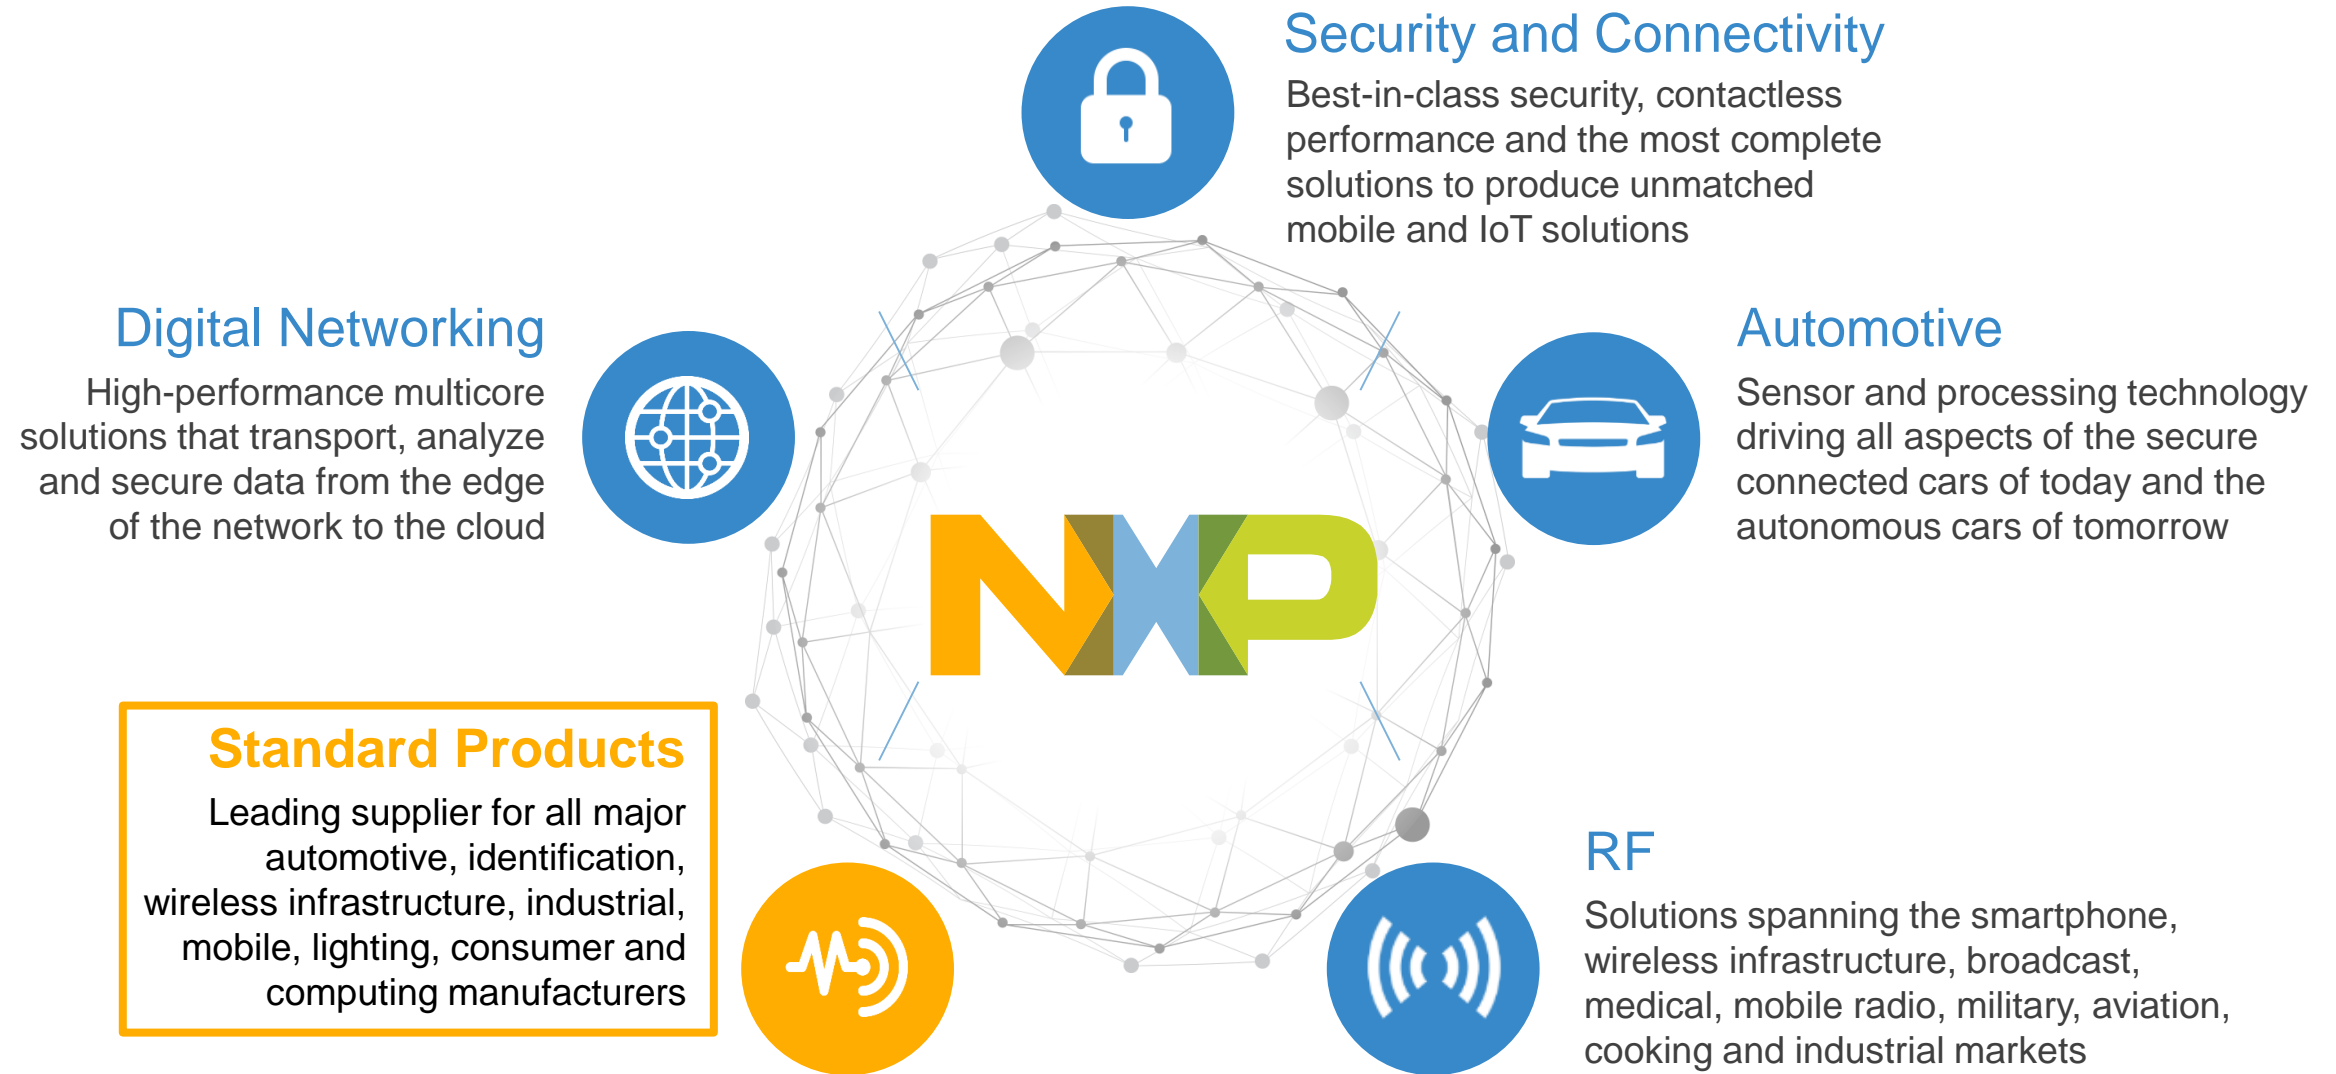 Security and Connectivity
Best-in-class security, contactless
performance and the most complete
solutions to produce unmatched
mobile and IoT solutions
Digital Networking
High-performance multicore
solutions that transport, analyze
and secure data from the edge
of the network to the cloud
Automotive
Sensor and processing technology
driving all aspects of the secure
connected cars of today and the
autonomous cars of tomorrow
NXP
Standard Products
Leading supplier for all major
automotive, identification,
wireless infrastructure, industrial,
mobile, lighting, consumer and
computing manufacturers
RF
Solutions spanning the smartphone,
wireless infrastructure, broadcast,
medical, mobile radio, military, aviation,
cooking and industrial markets